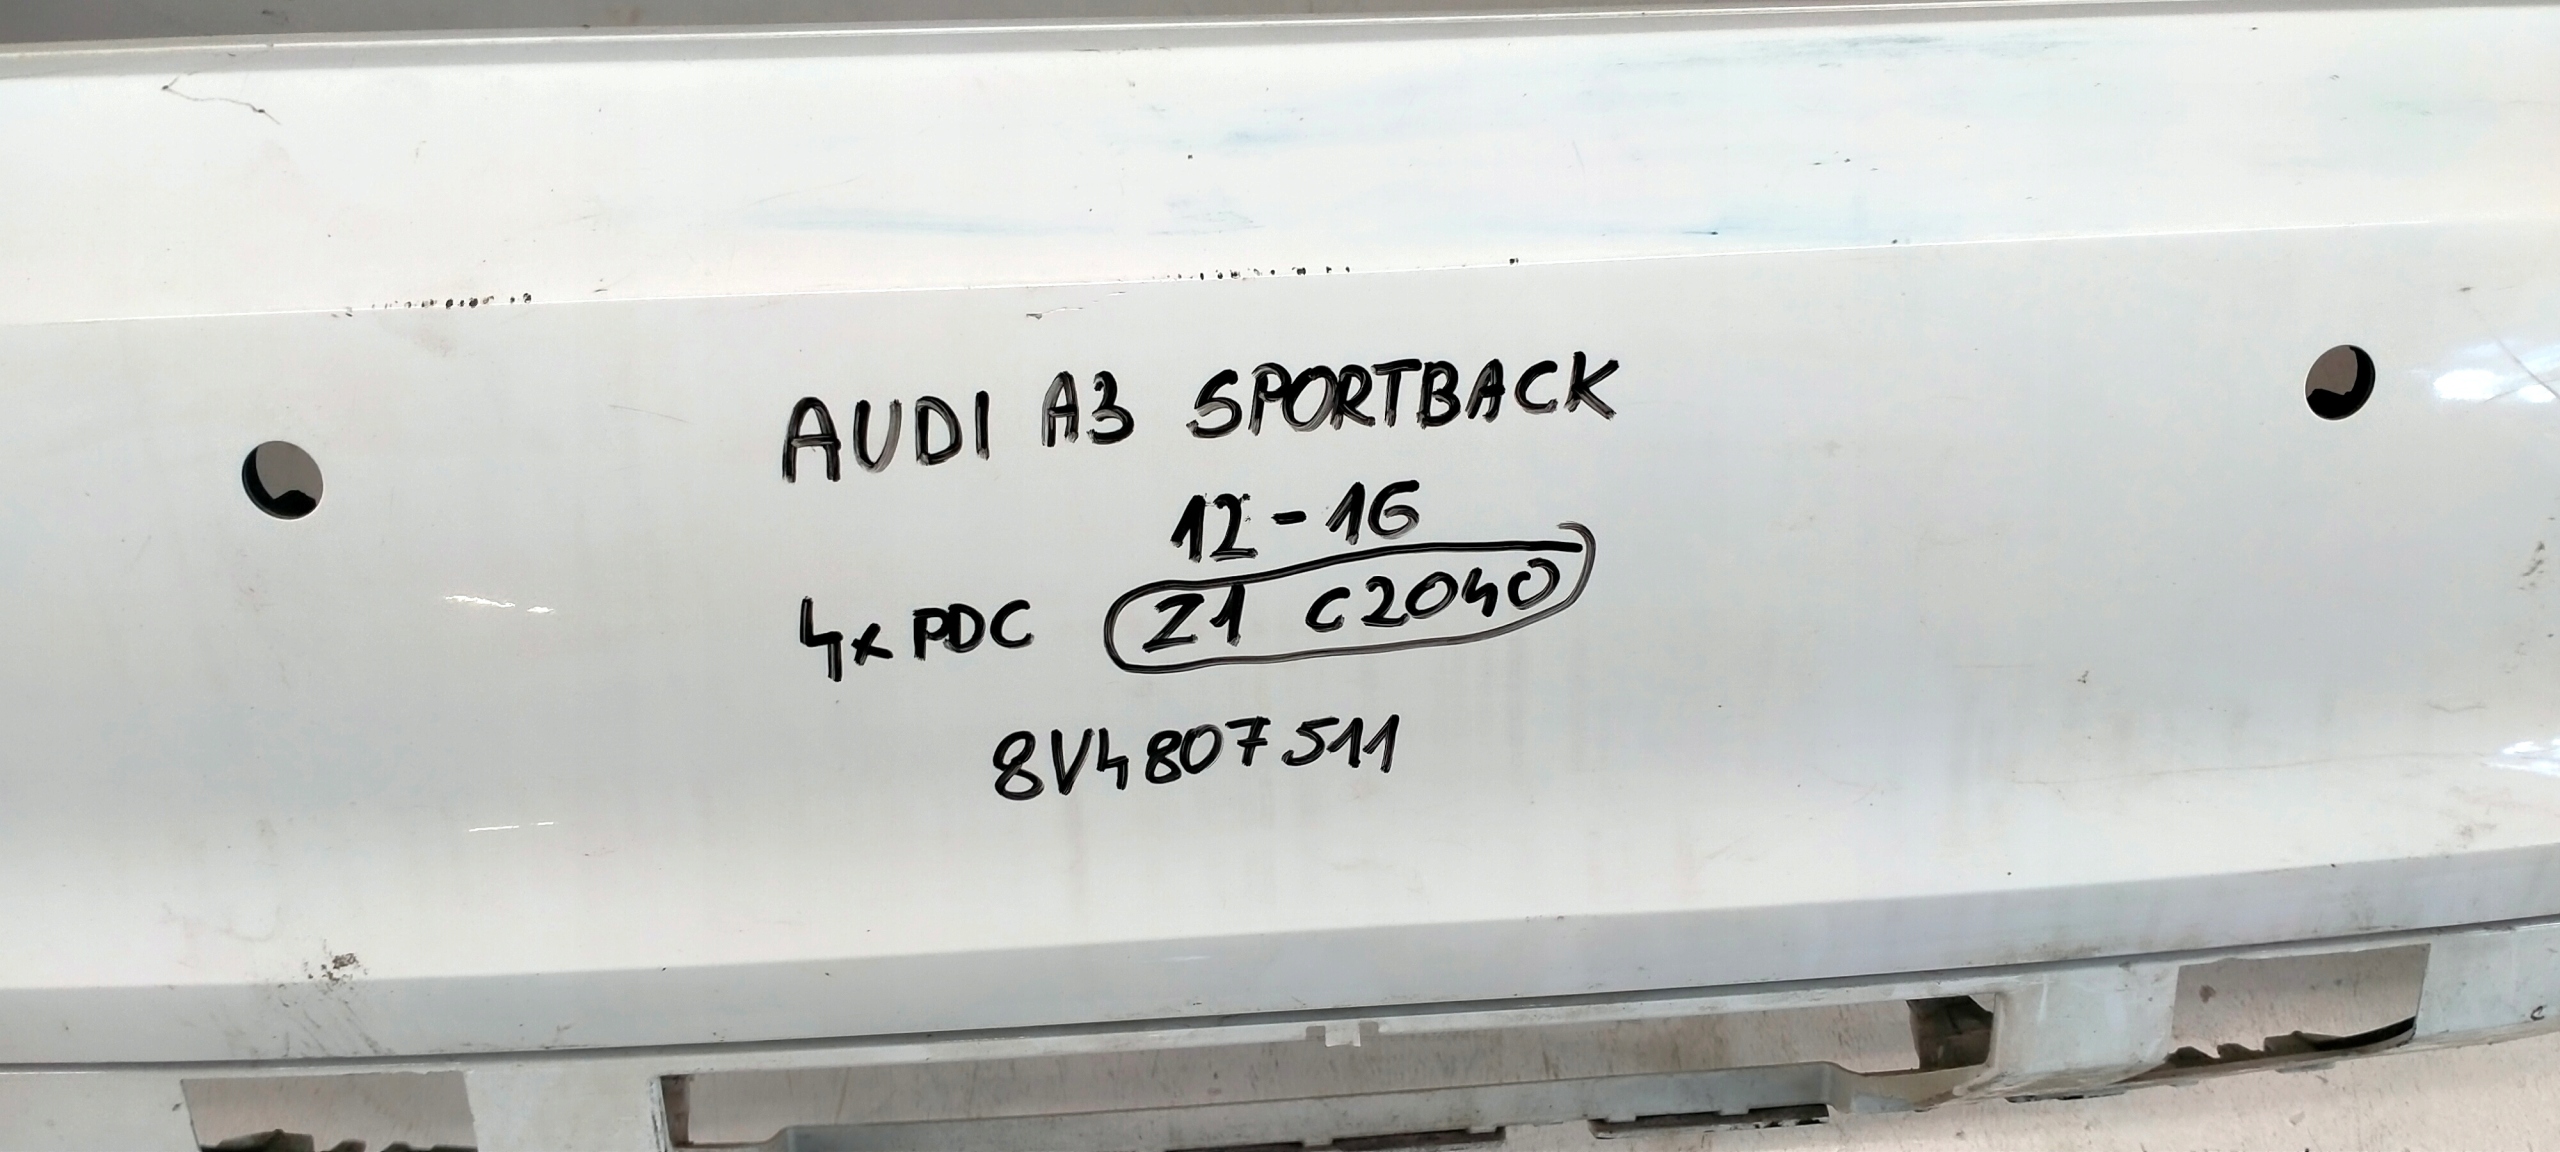 AUDI A3 SPORTBACK
12-16
4x PDC Z1 C2040
8V4807511